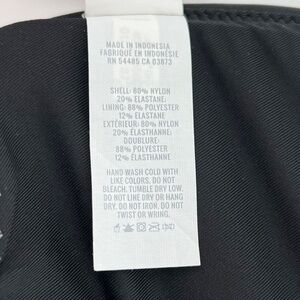 MADE IN INDONESIA
FABRIQUÉ EN INDONÉSIE
RN 54485 CA 03873
SHELL: 80% NYLON
20% ELASTANE;
LINING: 88% POLYESTER
12% ELASTANE
EXTÉRIEUR: 80% NYLON
20% ÉLASTHANNE;
DOUBLURE:
88% POLYESTER
12% ÉLASTHANNE
HAND WASH COLD WITH
LIKE COLORS. DO NOT
BLEACH. TUMBLE DRY LOW.
DO NOT LINE DRY OR HANG
DRY. DO NOT IRON. DO NOT
TWIST OR WRING.